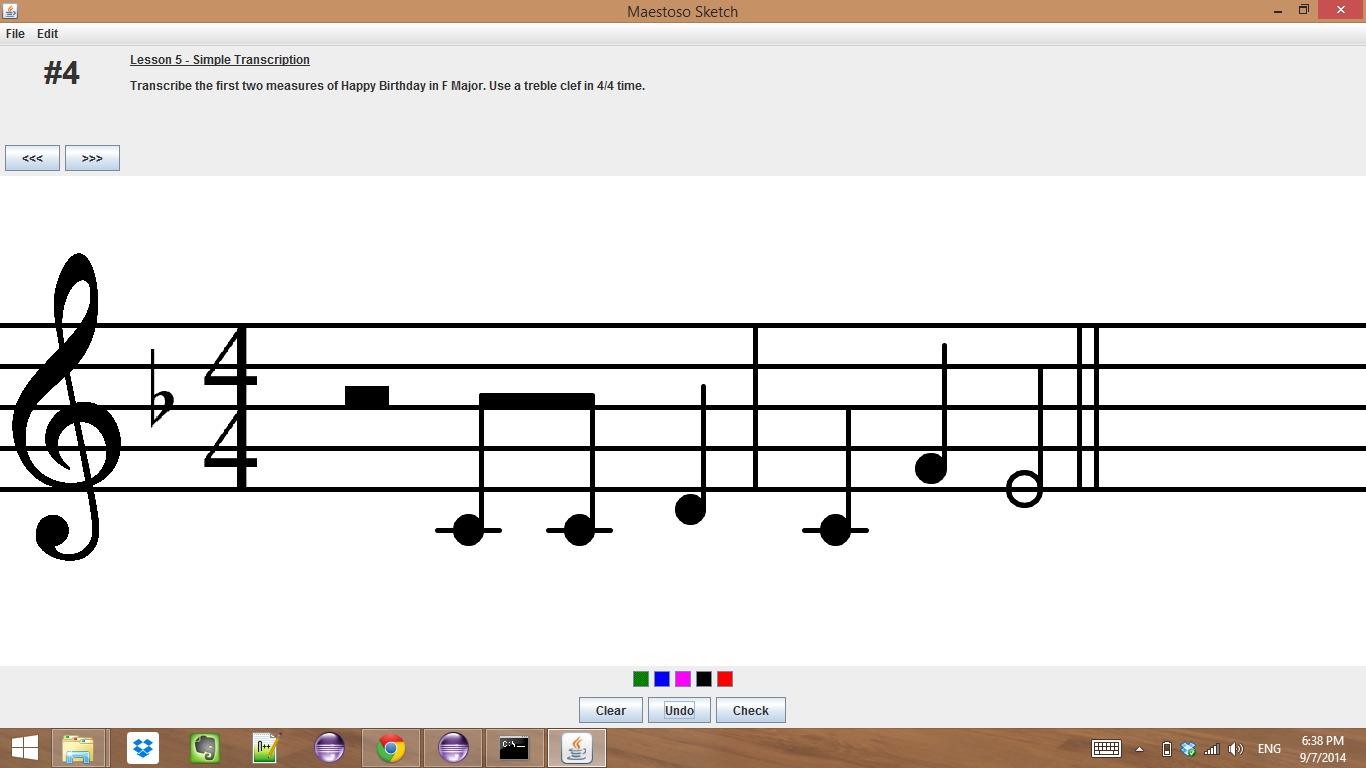 Maestoso Sketch
File Edit
#4
Lesson 5 - Simple Transcription
Transcribe the first two measures of Happy Birthday in F Major. Use a treble clef in 4/4 time.
<<< >>>
4
4
Clear Undo Check
ENG
6:38 PM
9/7/2014